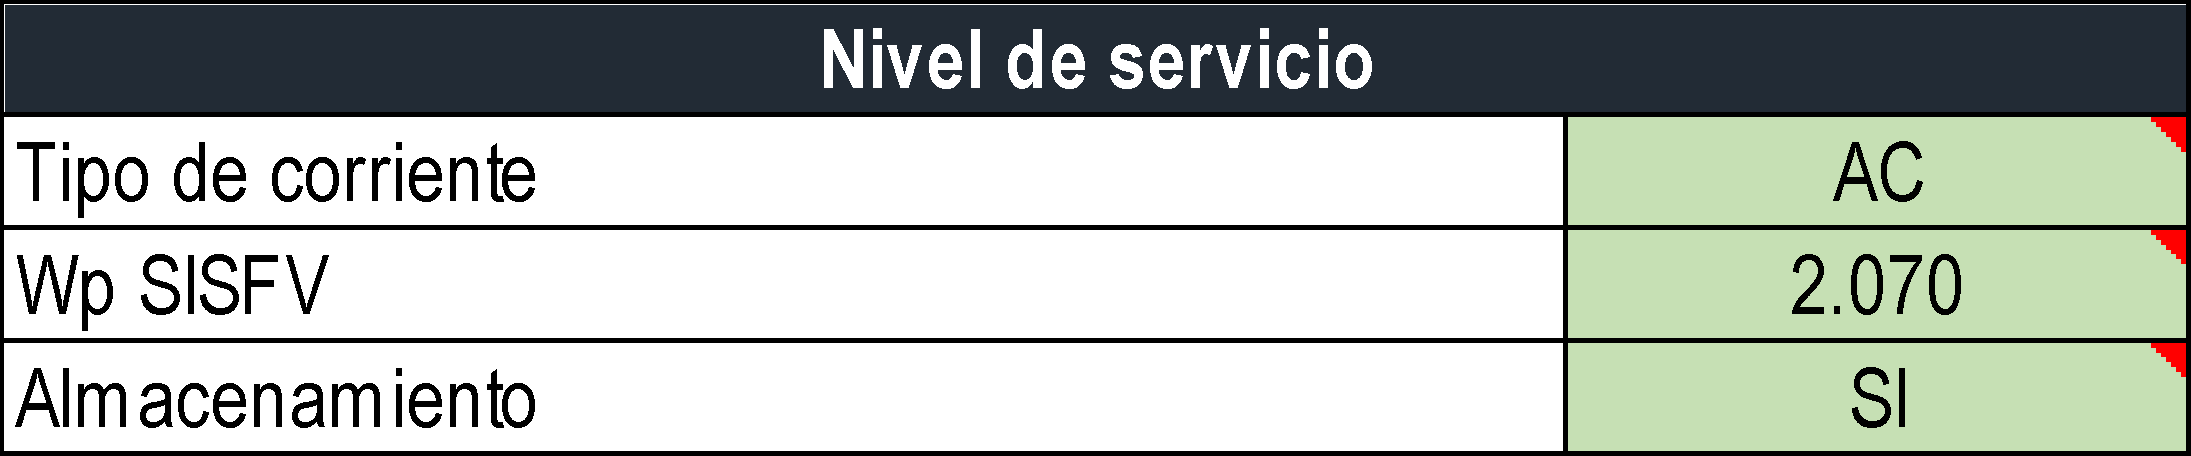 Nivel de servicio
Tipo de corriente AC
Wp SISFV 2.070
Almacenamiento SI